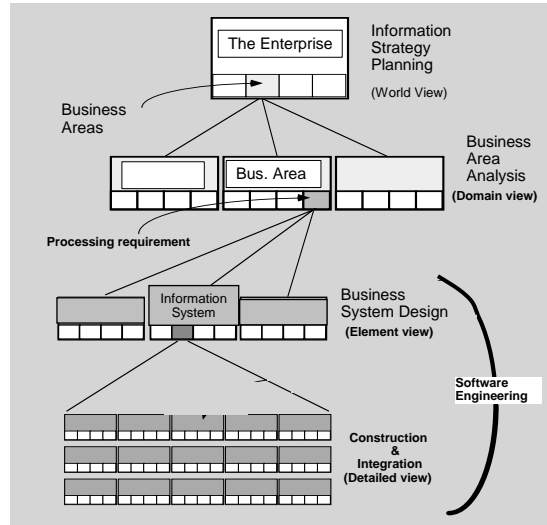 The Enterprise
Information
Strategy
Planning
(World View)
Business
Areas
Business
Area
Analysis
(Domain view)
Bus. Area
Processing requirement
Information
System
Business
System Design
(Element view)
Software
Engineering
Construction
&
Integration
(Detailed view)